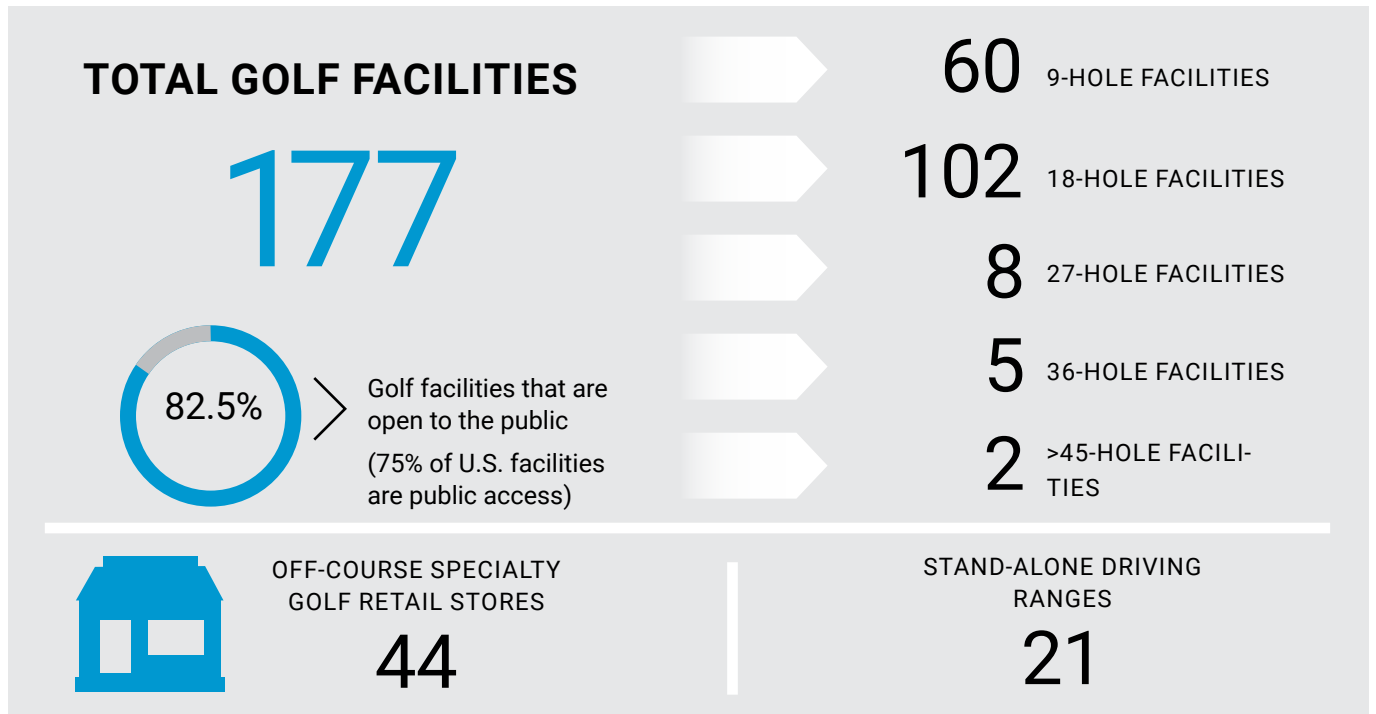 TOTAL GOLF FACILITIES
177
82.5%
Golf facilities that are
open to the public
(75% of U.S. facilities
are public access)
60 9-HOLE FACILITIES
102 18-HOLE FACILITIES
8 27-HOLE FACILITIES
5 36-HOLE FACILITIES
2 >45-HOLE FACILI-
TIES
OFF-COURSE SPECIALTY
GOLF RETAIL STORES
44
STAND-ALONE DRIVING
RANGES
21